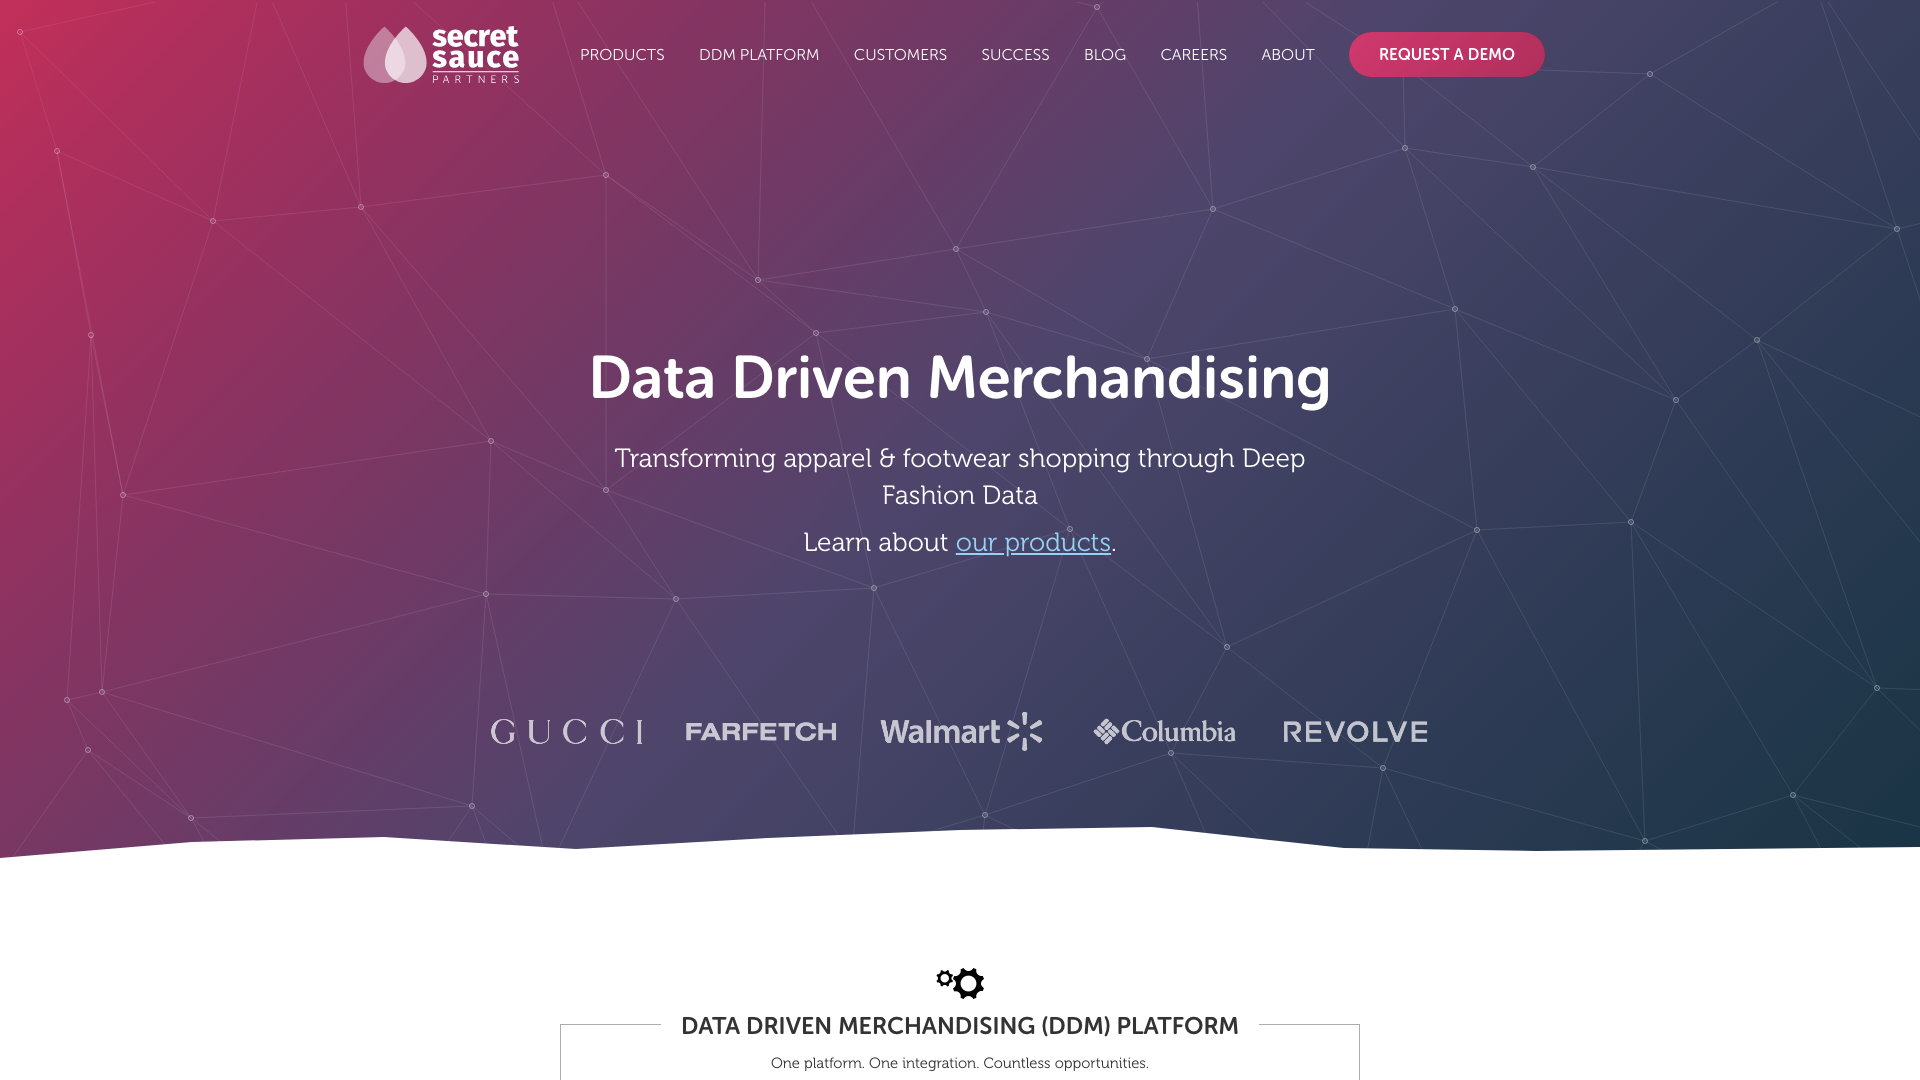 secret
sauce
PARTNERS
PRODUCTS
DDM PLATFORM
CUSTOMERS
SUCCESS
BLOG
CAREERS
ABOUT
REQUEST A DEMO
Data Driven Merchandising
Transforming apparel & footwear shopping through Deep
Fashion Data
Learn about our products.
GUCCI
FARFETCH
Walmart
Columbia
REVOLVE
DATA DRIVEN MERCHANDISING (DDM) PLATFORM
One platform. One integration. Countless opportunities.